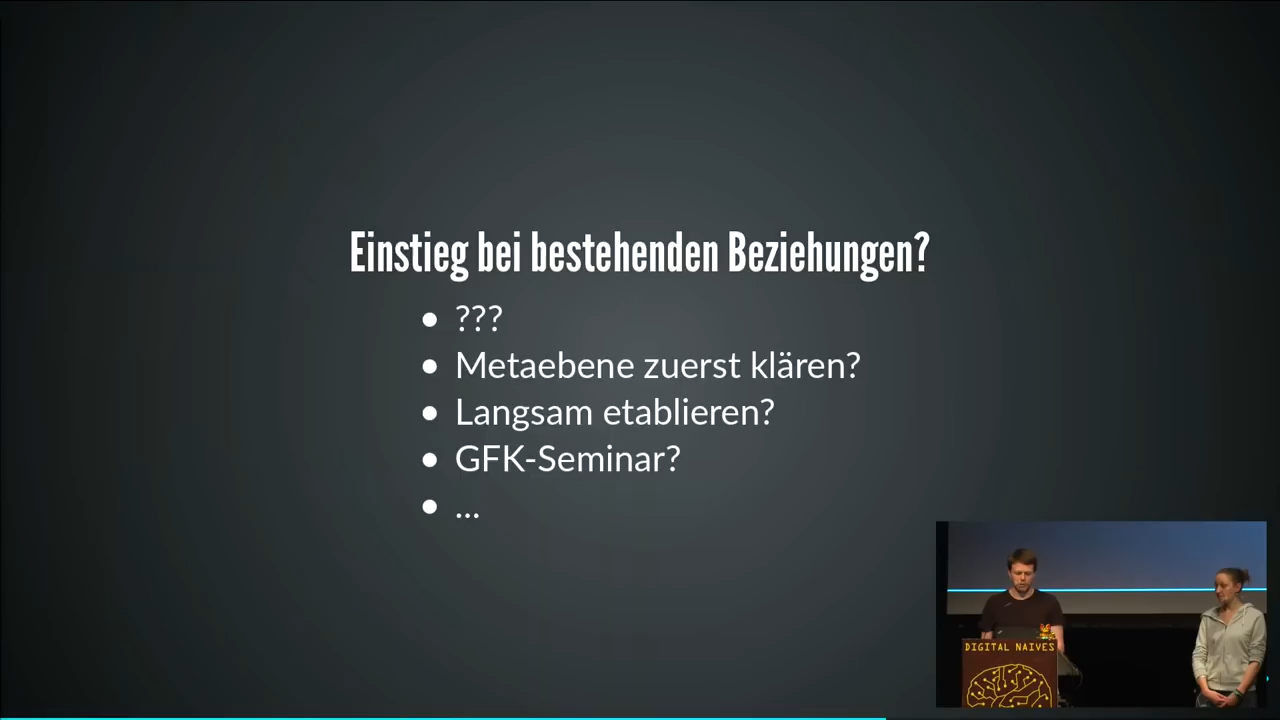 Einstieg bei bestehenden Beziehungen?
• ???
• Metaebene zuerst klären?
• Langsam etablieren?
• GFK-Seminar?
• ...
DIGITAL NAIVES